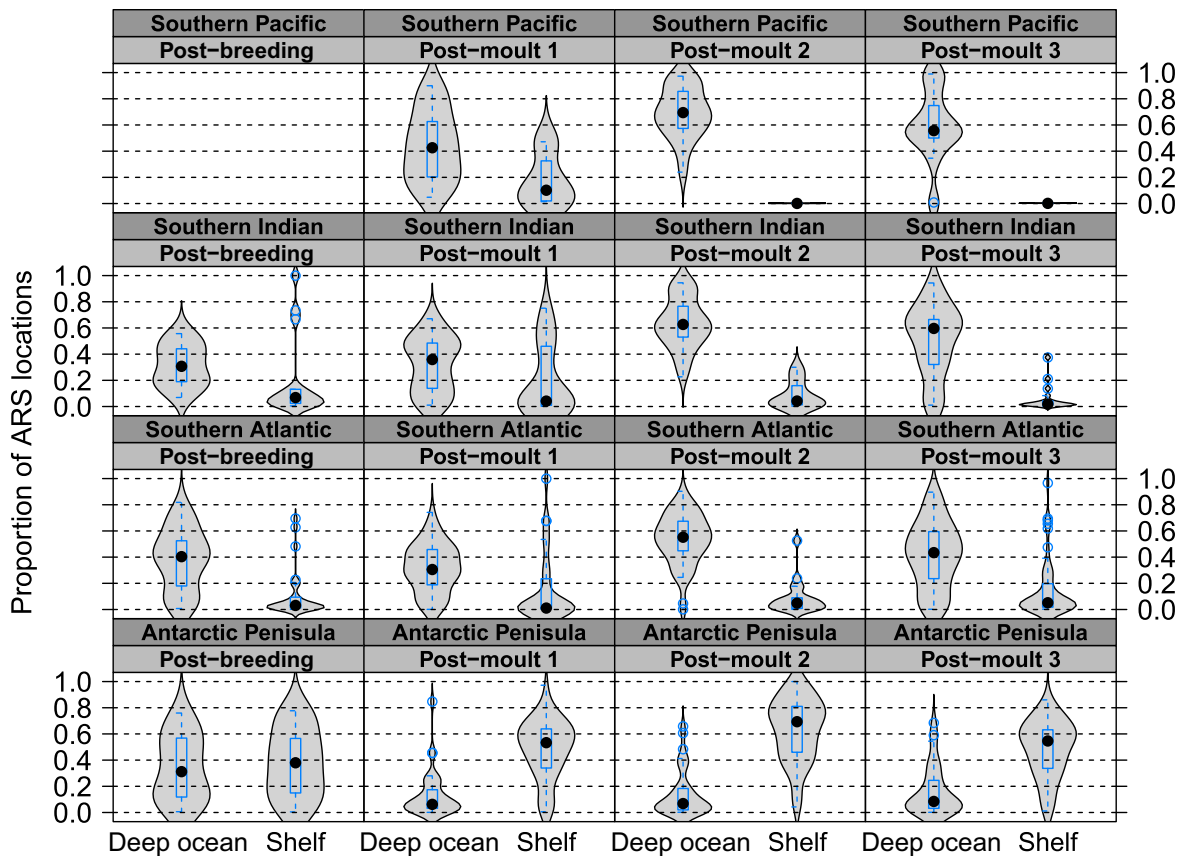 Southern Pacific Southern Pacific Southern Pacific Southern Pacific
Post−breeding Post−moult 1 Post−moult 2 Post−moult 3
1.0
0.8
0.6
0.4
0.2
0.0
Southern Indian Southern Indian Southern Indian Southern Indian
Post−breeding Post−moult 1 Post−moult 2 Post−moult 3
1.0
0.8
0.6
0.4
0.2
0.0
Southern Atlantic Southern Atlantic Southern Atlantic Southern Atlantic
Post−breeding Post−moult 1 Post−moult 2 Post−moult 3
1.0
0.8
0.6
0.4
0.2
0.0
Antarctic Penisula Antarctic Penisula Antarctic Penisula Antarctic Penisula
Post−breeding Post−moult 1 Post−moult 2 Post−moult 3
1.0
0.8
0.6
0.4
0.2
0.0
Deep ocean Shelf Deep ocean Shelf Deep ocean Shelf Deep ocean Shelf
Proportion of ARS locations